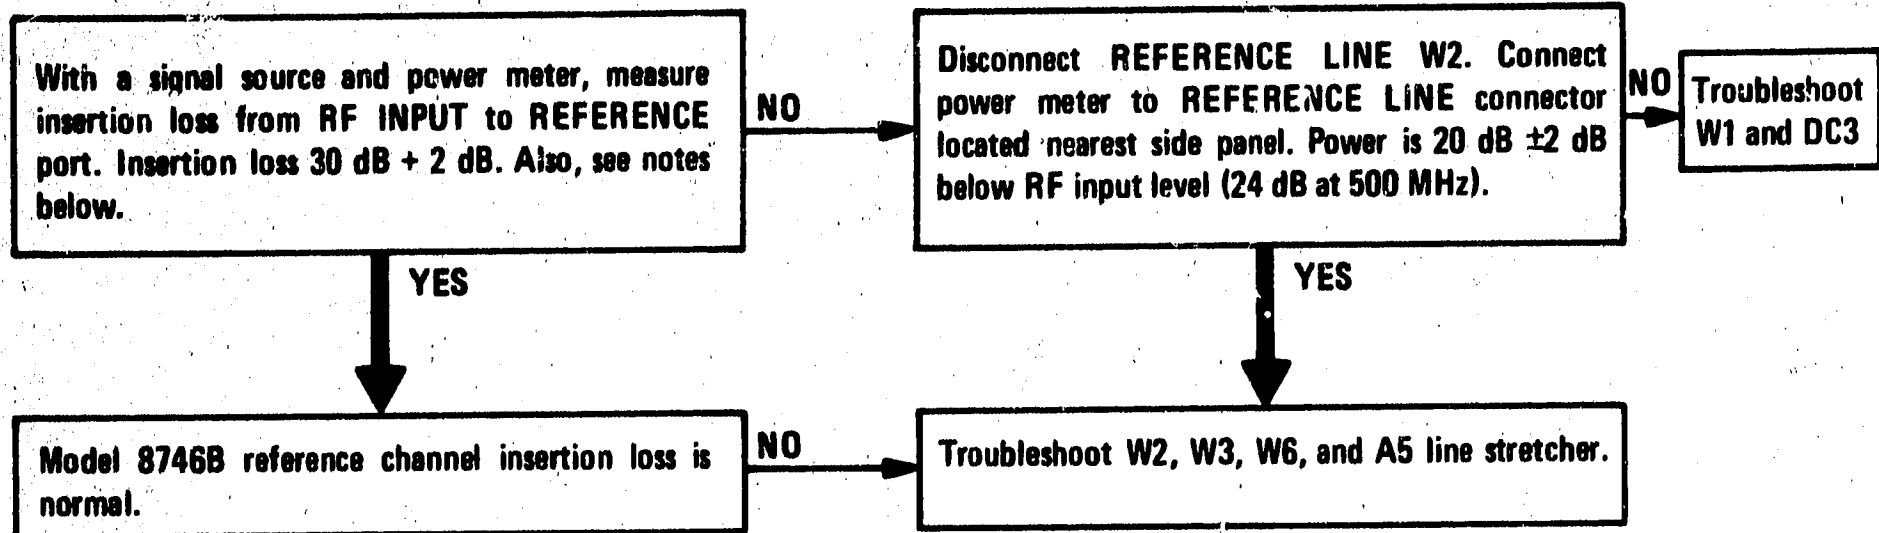 With a signal source and power meter, measure
insertion loss from RF INPUT to REFERENCE
port. Insertion loss 30 dB + 2 dB. Also, see notes
below.
NO
Disconnect REFERENCE LINE W2. Connect
power meter to REFERENCE LINE connector
located nearest side panel. Power is 20 dB ±2 dB
below RF input level (24 dB at 500 MHz).
NO
Troubleshoot
W1 and DC3
YES
YES
Model 8746B reference channel insertion loss is
normal.
NO
Troubleshoot W2, W3, W6, and A5 line stretcher.